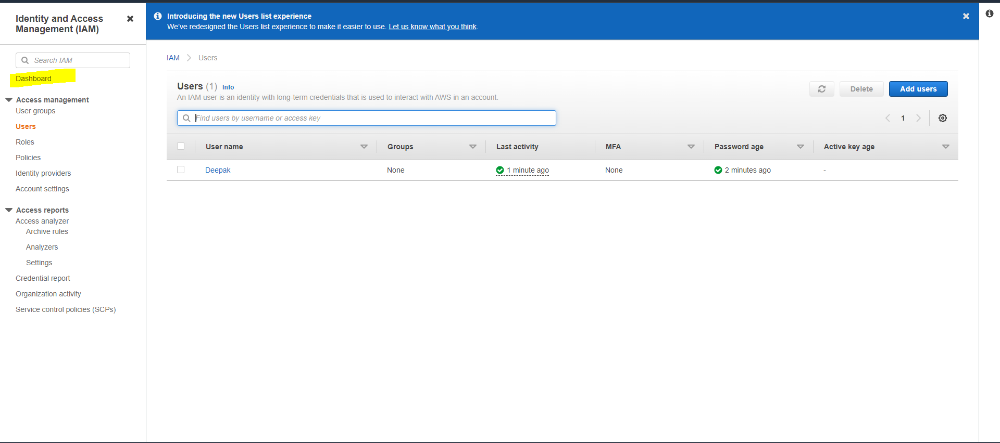 Identity and Access
Management (IAM)
Search IAM
Dashboard
Access management
User groups
Users
Roles
Policies
Identity providers
Account settings
Access reports
Access analyzer
Archive rules
Analyzers
Settings
Credential report
Organization activity
Service control policies (SCPs)
Introducing the new Users list experience
We've redesigned the Users list experience to make it easier to use. Let us know what you think.
IAM Users
Users (1) Info
An IAM user is an identity with long-term credentials that is used to interact with AWS in an account.
Delete Add users
Find users by username or access key
1
User name Groups Last activity MFA Password age Active key age
Deepak None 1 minute ago None 2 minutes ago -